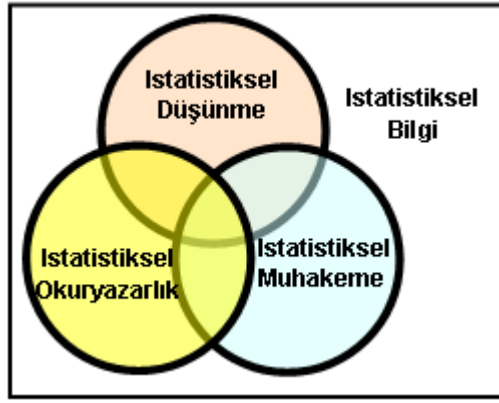 Istatistiksel
Düşünme
Istatistiksel
Bilgi
Istatistiksel
Okuryazarlık
Istatistiksel
Muhakeme